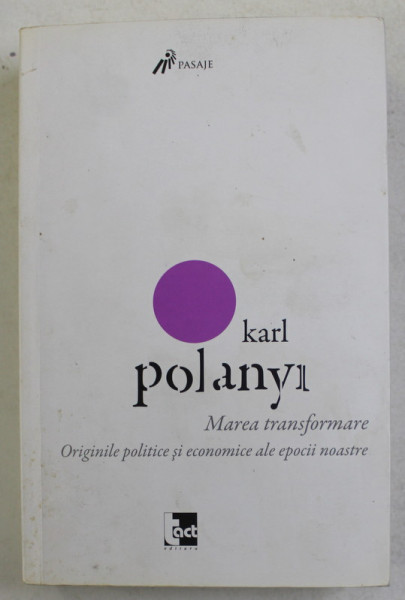 PASAJE
karl
polanyi
Marea transformare
Originile politice și economice ale epocii noastre
tact
editura